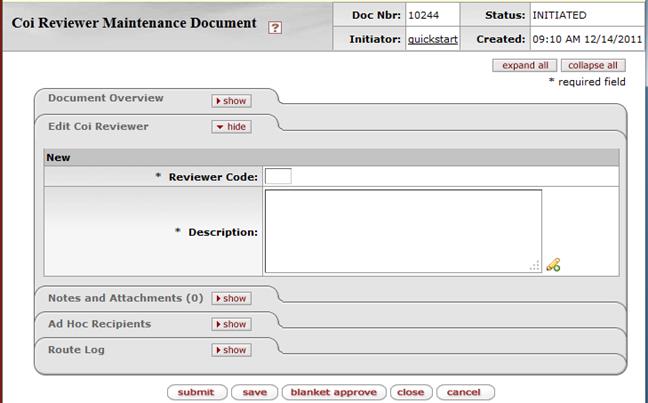 Coi Reviewer Maintenance Document ?
Doc Nbr: 10244 Status: INITIATED
Initiator: quickstart Created: 09:10 AM 12/14/2011
expand all collapse all
* required field
Document Overview show
Edit Coi Reviewer hide
New
* Reviewer Code:
* Description:
Notes and Attachments (0) show
Ad Hoc Recipients show
Route Log show
submit save blanket approve close cancel